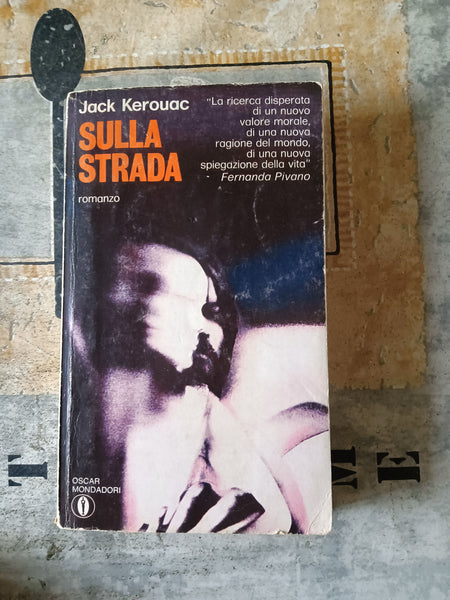 Jack Kerouac
SULLA
STRADA
romanzo
"La ricerca disperata
di un nuovo
valore morale,
di una nuova
ragione del mondo,
di una nuova
spiegazione della vita"
- Fernanda Pivano
OSCAR
MONDADORI
T M E